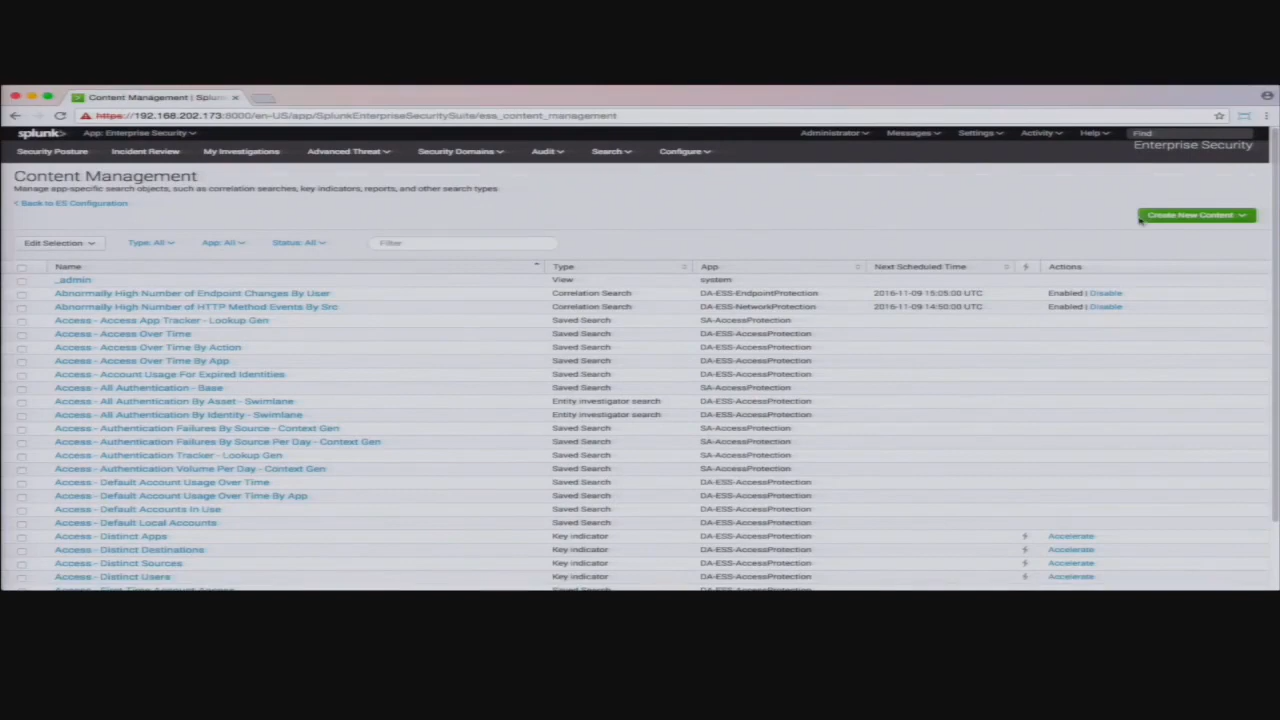 Content Management | Splun
https://192.168.202.173:8000/en-US/app/SplunkEnterpriseSecuritySuite/ess_content_management
splunk> App: Enterprise Security Administrator Messages Settings Activity Help Find
Security Posture Incident Review My Investigations Advanced Threat Security Domains Audit Search Configure Enterprise Security
Content Management
Manage app-specific search objects, such as correlation searches, key indicators, reports, and other search types.
< Back to ES Configuration
Create New Content
Edit Selection Type: All App: All Status: All Filter
Name Type App Next Scheduled Time Actions
_admin View system
Abnormally High Number of Endpoint Changes By User Correlation Search DA-ESS-EndpointProtection 2016-11-09 15:05:00 UTC Enabled | Disable
Abnormally High Number of HTTP Method Events By Src Correlation Search DA-ESS-NetworkProtection 2016-11-09 14:50:00 UTC Enabled | Disable
Access - Access App Tracker - Lookup Gen Saved Search SA-AccessProtection
Access - Access Over Time Saved Search DA-ESS-AccessProtection
Access - Access Over Time By Action Saved Search DA-ESS-AccessProtection
Access - Access Over Time By App Saved Search DA-ESS-AccessProtection
Access - Account Usage For Expired Identities Saved Search DA-ESS-AccessProtection
Access - All Authentication - Base Saved Search SA-AccessProtection
Access - All Authentication By Asset - Swimlane Entity investigator search DA-ESS-AccessProtection
Access - All Authentication By Identity - Swimlane Entity investigator search DA-ESS-AccessProtection
Access - Authentication Failures By Source - Context Gen Saved Search SA-AccessProtection
Access - Authentication Failures By Source Per Day - Context Gen Saved Search SA-AccessProtection
Access - Authentication Tracker - Lookup Gen Saved Search SA-AccessProtection
Access - Authentication Volume Per Day - Context Gen Saved Search SA-AccessProtection
Access - Default Account Usage Over Time Saved Search DA-ESS-AccessProtection
Access - Default Account Usage Over Time By App Saved Search DA-ESS-AccessProtection
Access - Default Accounts In Use Saved Search DA-ESS-AccessProtection
Access - Default Local Accounts Saved Search DA-ESS-AccessProtection
Access - Distinct Apps Key indicator DA-ESS-AccessProtection Accelerate
Access - Distinct Destinations Key indicator DA-ESS-AccessProtection Accelerate
Access - Distinct Sources Key indicator DA-ESS-AccessProtection Accelerate
Access - Distinct Users Key indicator DA-ESS-AccessProtection Accelerate